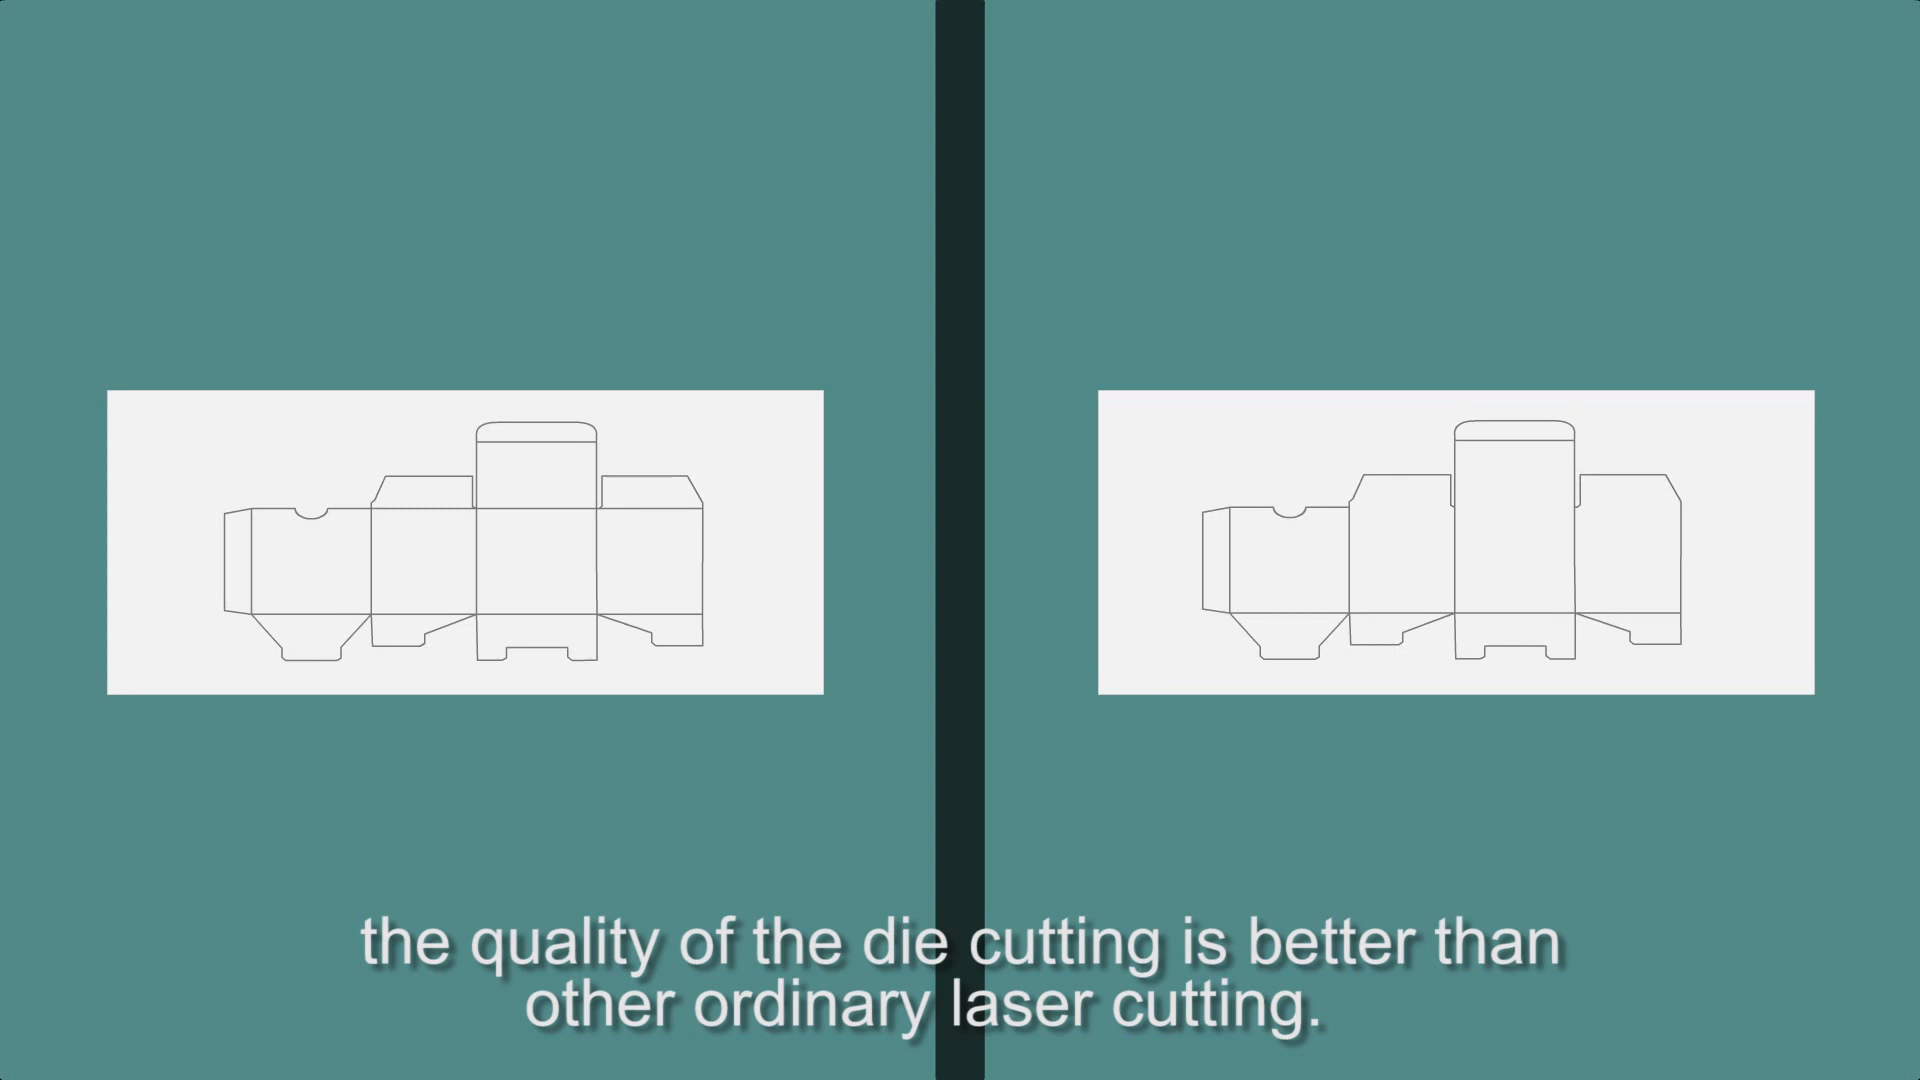 the quality of the die cutting is better than
other ordinary laser cutting.